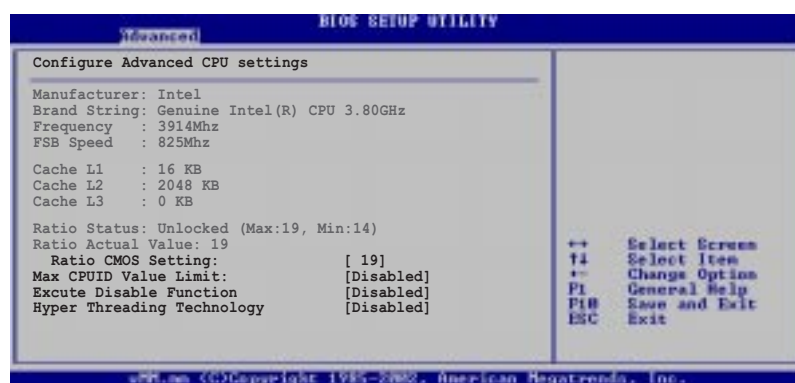 BIOS SETUP UTILITY
Advanced
Configure Advanced CPU settings
Manufacturer: Intel
Brand String: Genuine Intel(R) CPU 3.80GHz
Frequency : 3914Mhz
FSB Speed : 825Mhz
Cache L1 : 16 KB
Cache L2 : 2048 KB
Cache L3 : 0 KB
Ratio Status: Unlocked (Max:19, Min:14)
Ratio Actual Value: 19
Ratio CMOS Setting: [ 19]
Max CPUID Value Limit: [Disabled]
Excute Disable Function [Disabled]
Hyper Threading Technology [Disabled]
←→ Select Screen
↑↓ Select Item
+- Change Option
F1 General Help
F10 Save and Exit
ESC Exit
(C)Copyright 1985-2002, American Megatrends, Inc.